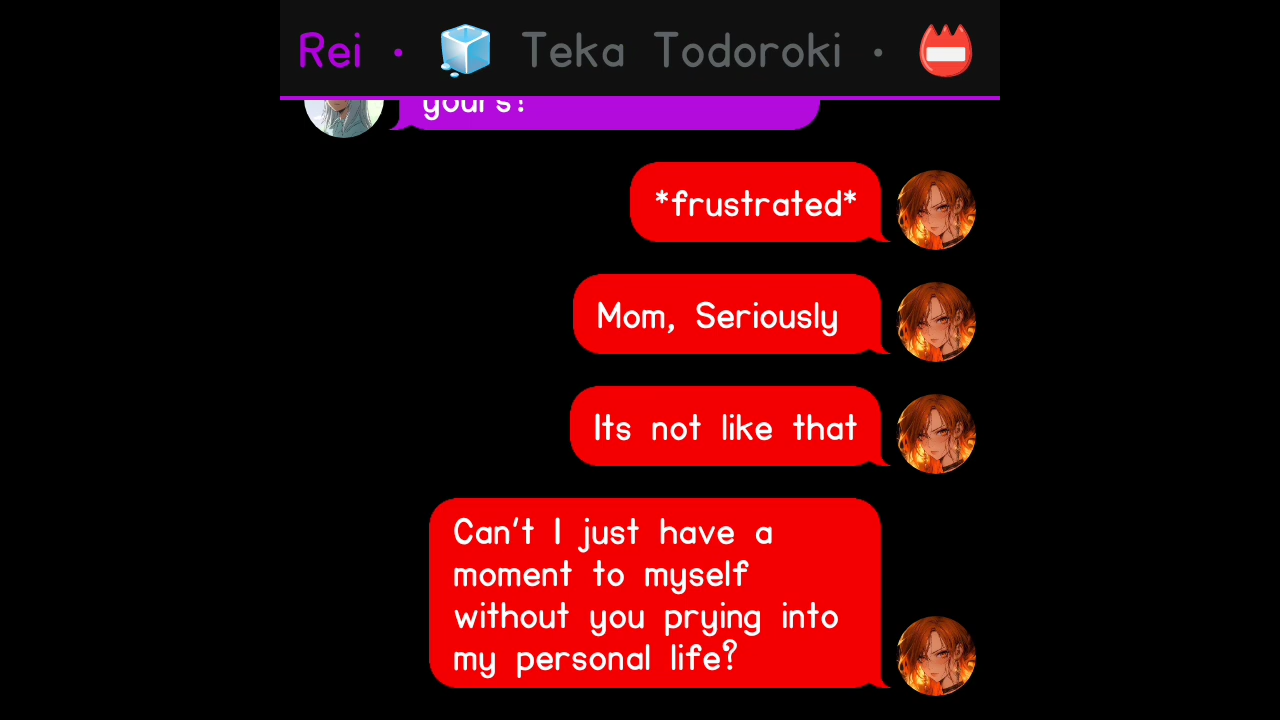 Rei • Teka Todoroki •
yours!
*frustrated*
Mom, Seriously
Its not like that
Can't I just have a
moment to myself
without you prying into
my personal life?